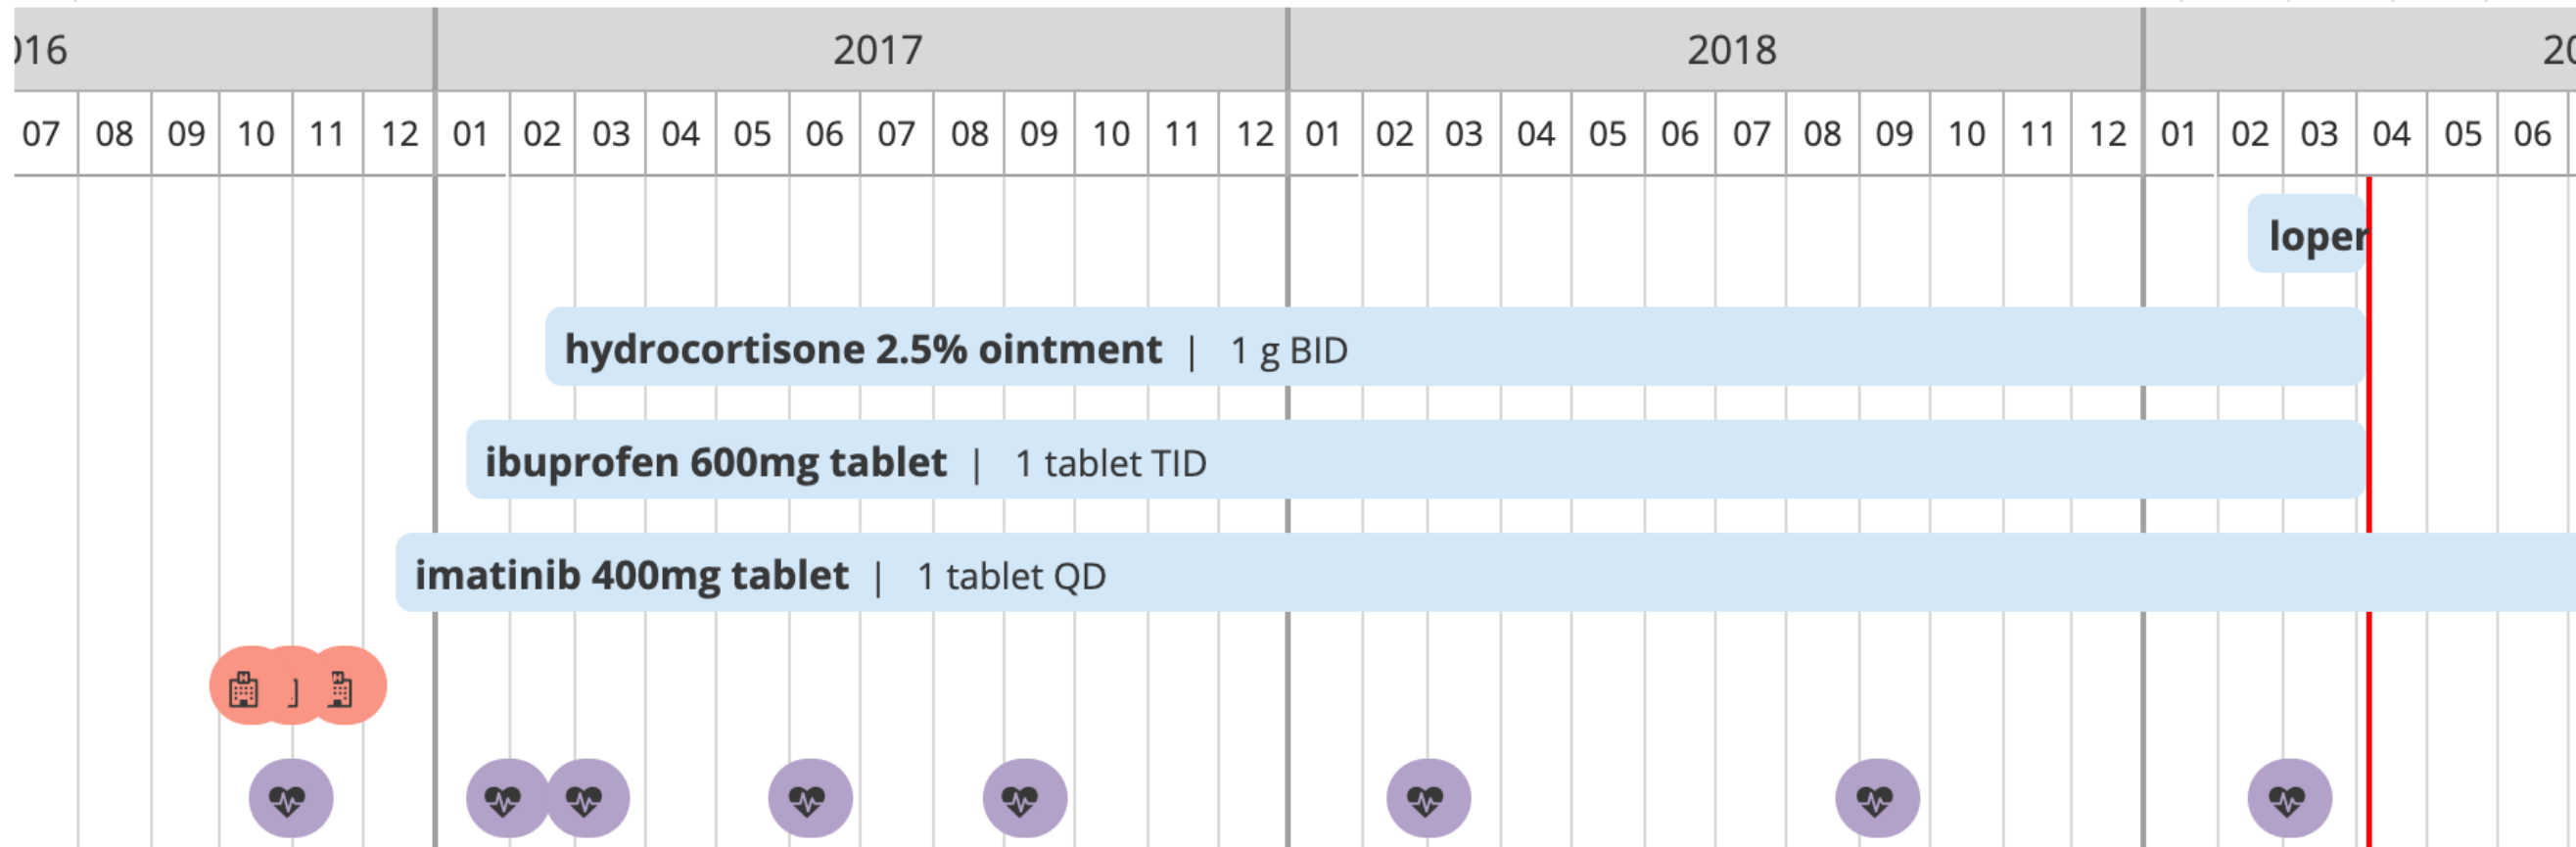 016 2017 2018 20
07 08 09 10 11 12 01 02 03 04 05 06 07 08 09 10 11 12 01 02 03 04 05 06 07 08 09 10 11 12 01 02 03 04 05 06
loper
hydrocortisone 2.5% ointment | 1 g BID
ibuprofen 600mg tablet | 1 tablet TID
imatinib 400mg tablet | 1 tablet QD